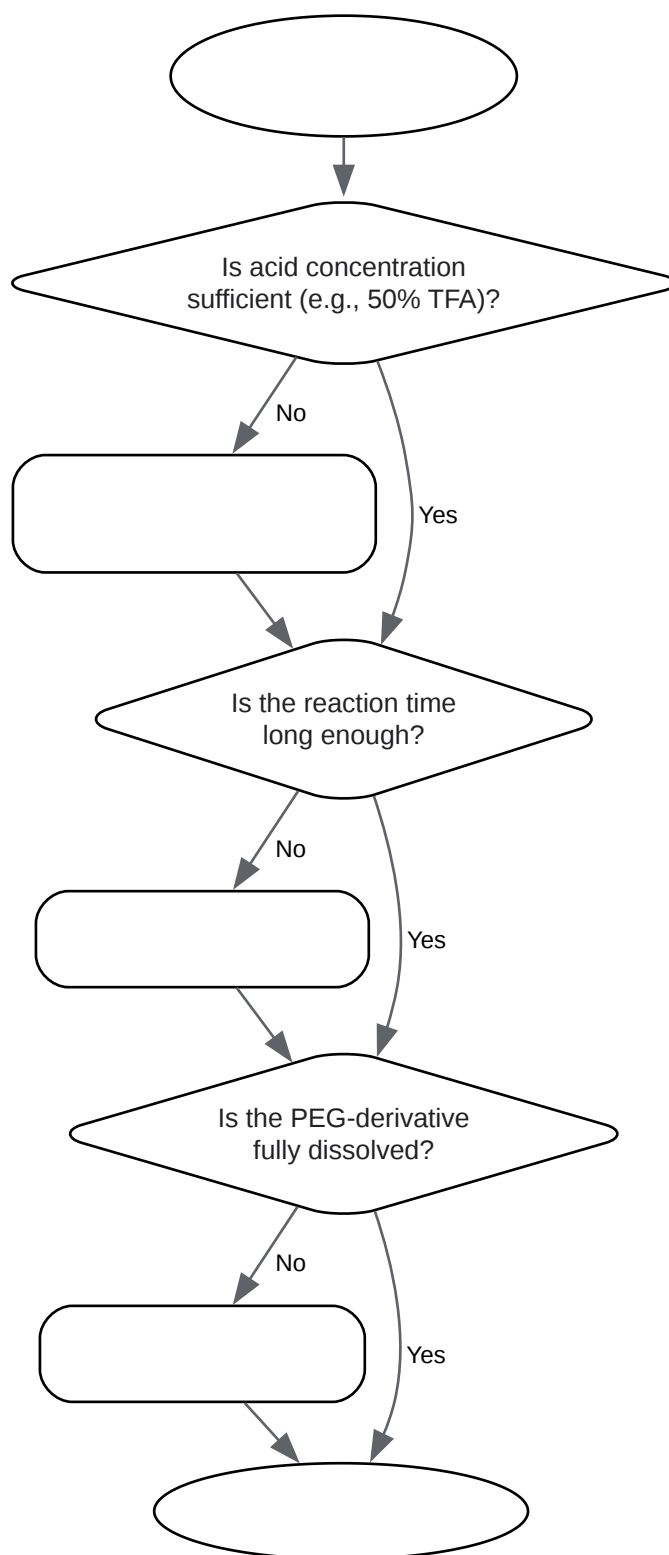 Is acid concentration
sufficient (e.g., 50% TFA)?
No
Yes
Is the reaction time
long enough?
No
Yes
Is the PEG-derivative
fully dissolved?
No
Yes